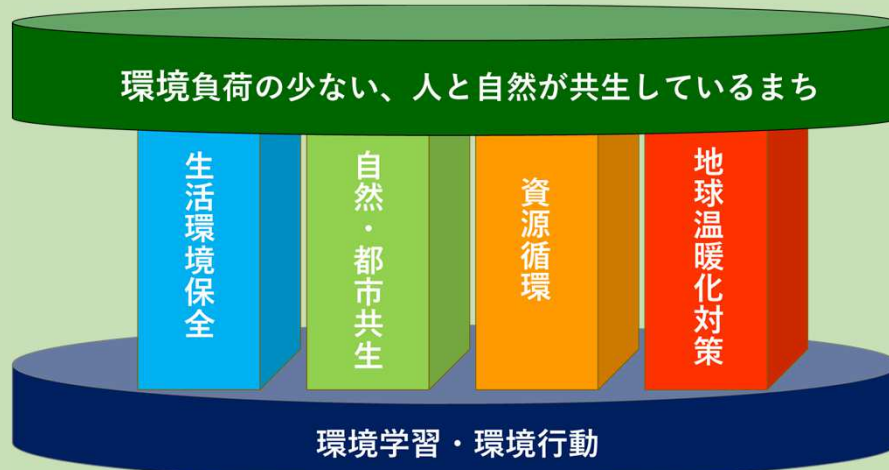 環境負荷の少ない、人と自然が共生しているまち
生活環境保全
自然・都市共生
資源循環
地球温暖化対策
環境学習・環境行動